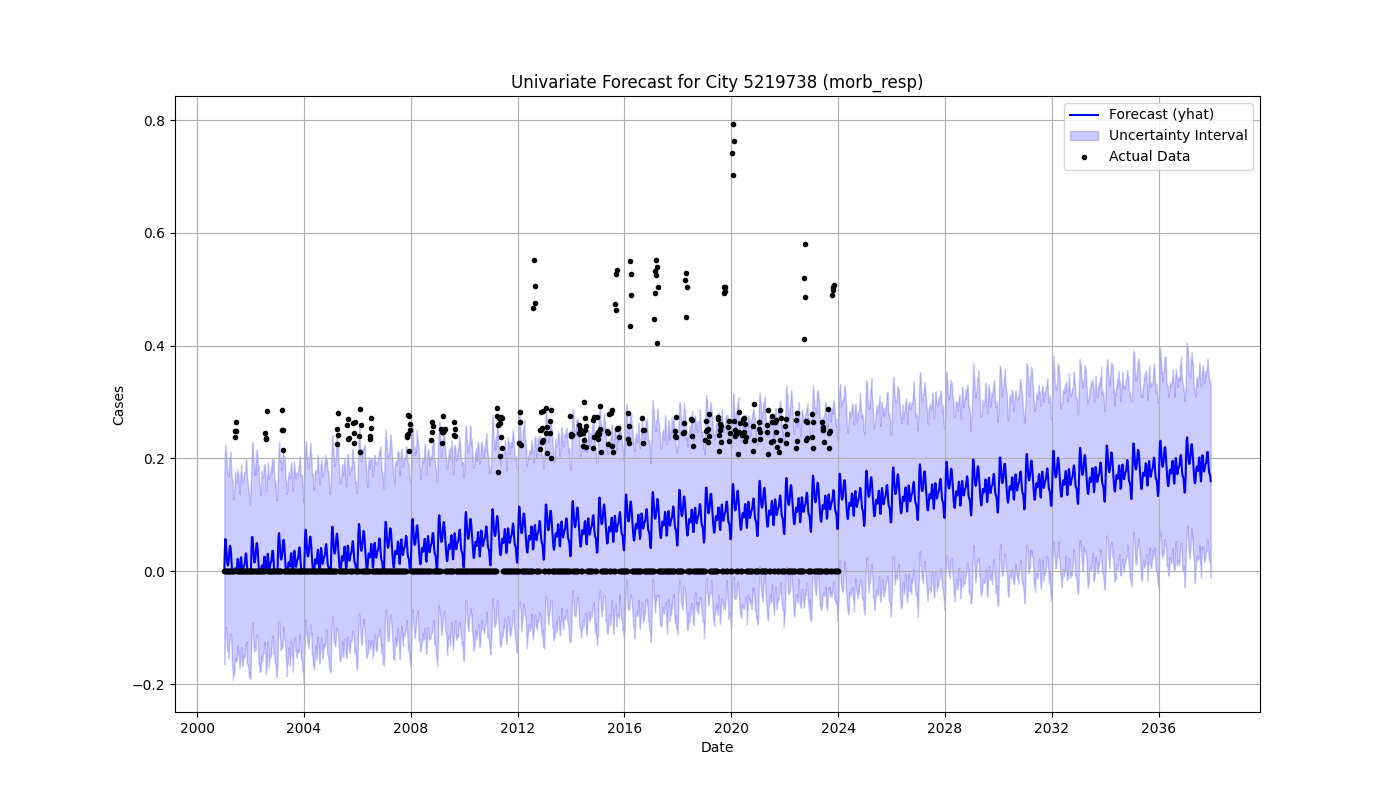 Univariate Forecast for City 5219738 (morb_resp)
Forecast (yhat)
Uncertainty Interval
Actual Data
Cases
0.8
0.6
0.4
0.2
0.0
−0.2
2000 2004 2008 2012 2016 2020 2024 2028 2032 2036
Date